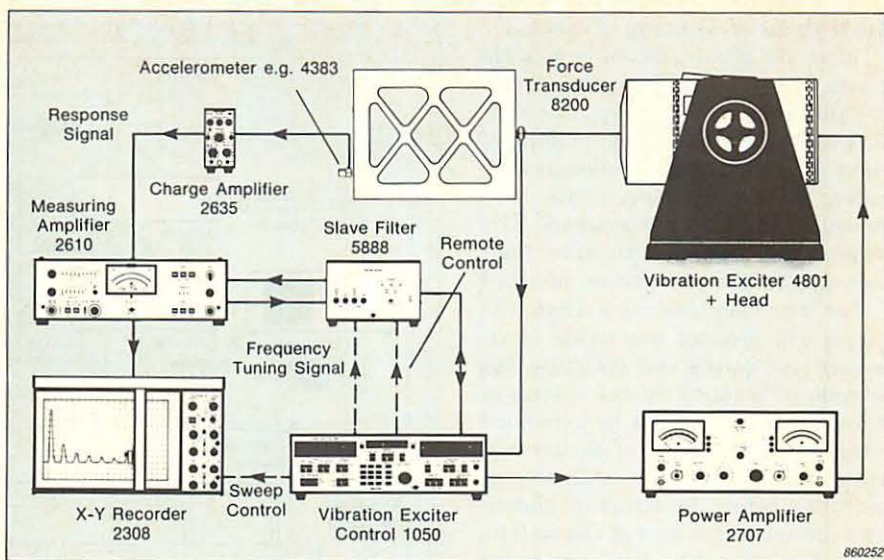 Accelerometer e.g. 4383
Force
Transducer
8200
Response
Signal
Charge Amplifier
2635
Measuring
Amplifier
2610
Slave Filter
5888
Remote
Control
Vibration Exciter 4801
+ Head
Frequency
Tuning Signal
Sweep
Control
X-Y Recorder
2308
Vibration Exciter
Control 1050
Power Amplifier
2707
860252